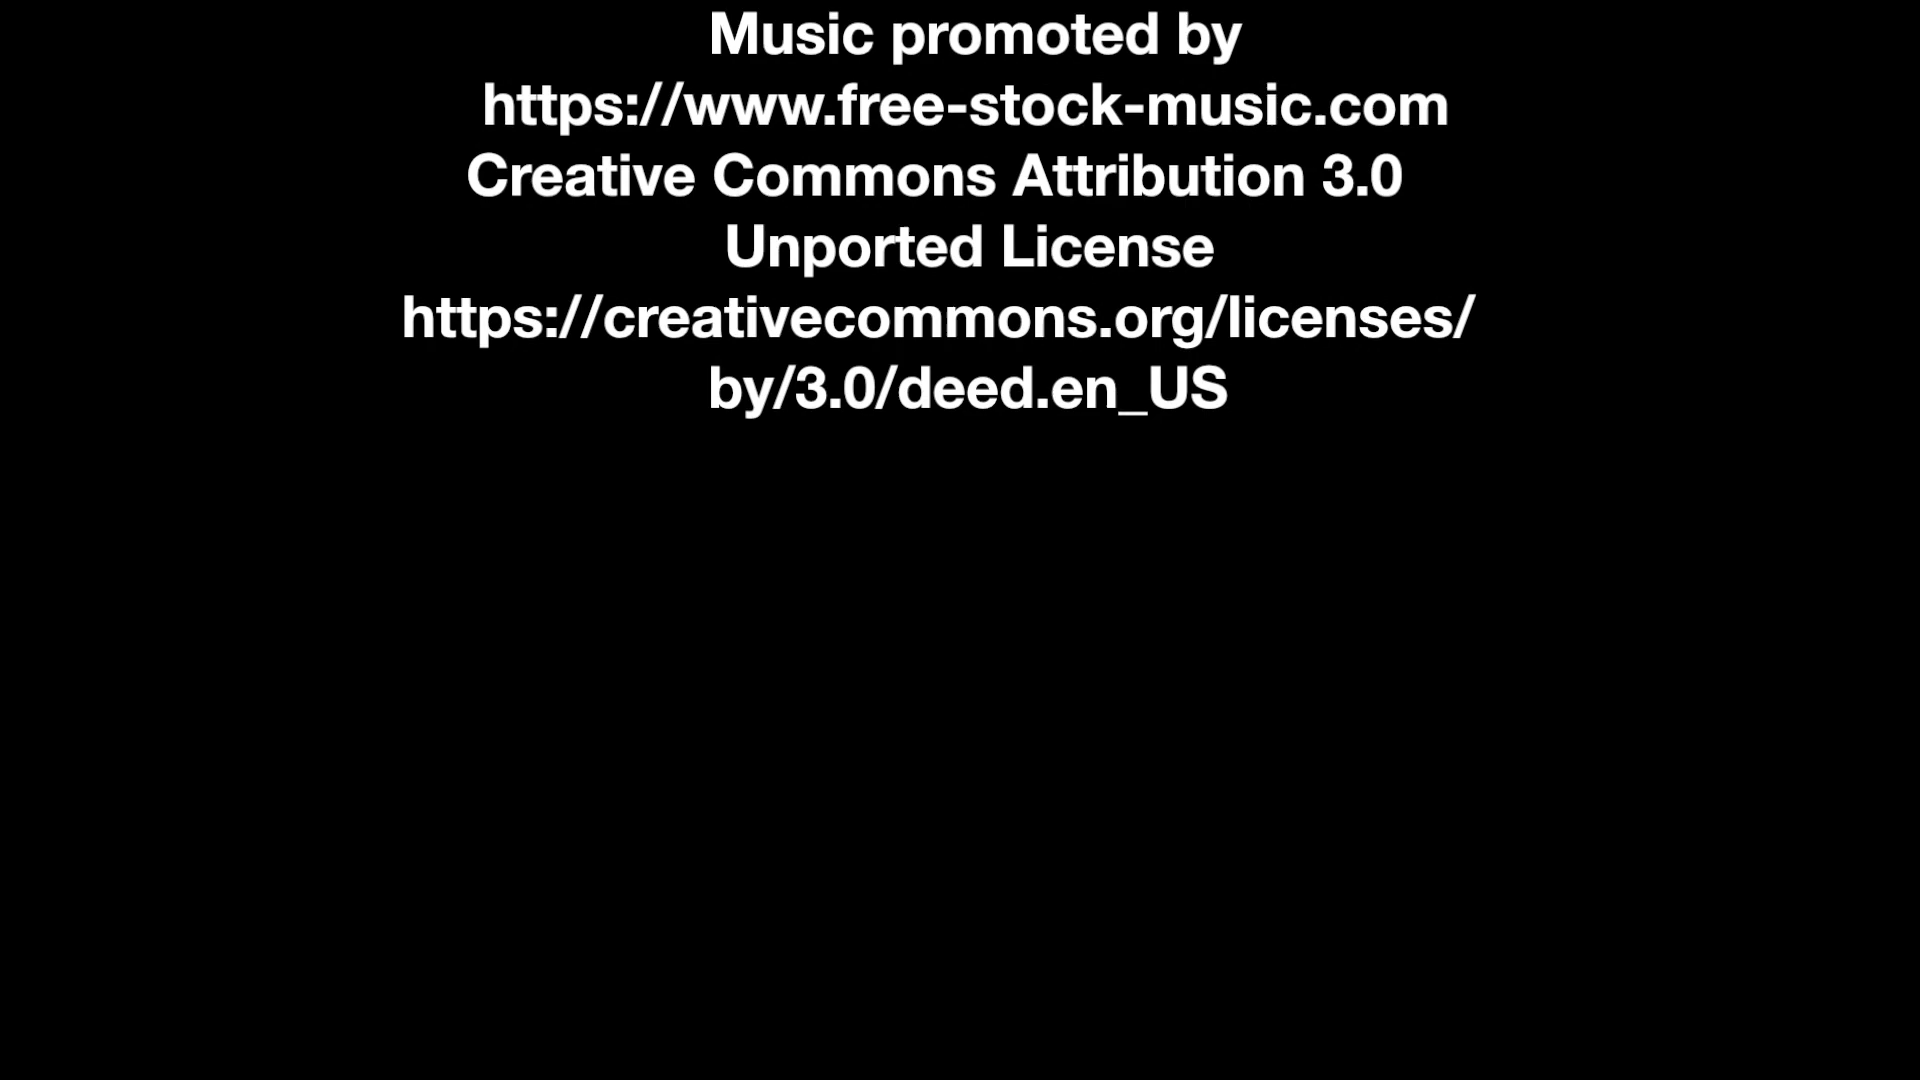 Music promoted by
https://www.free-stock-music.com
Creative Commons Attribution 3.0
Unported License
https://creativecommons.org/licenses/
by/3.0/deed.en_US